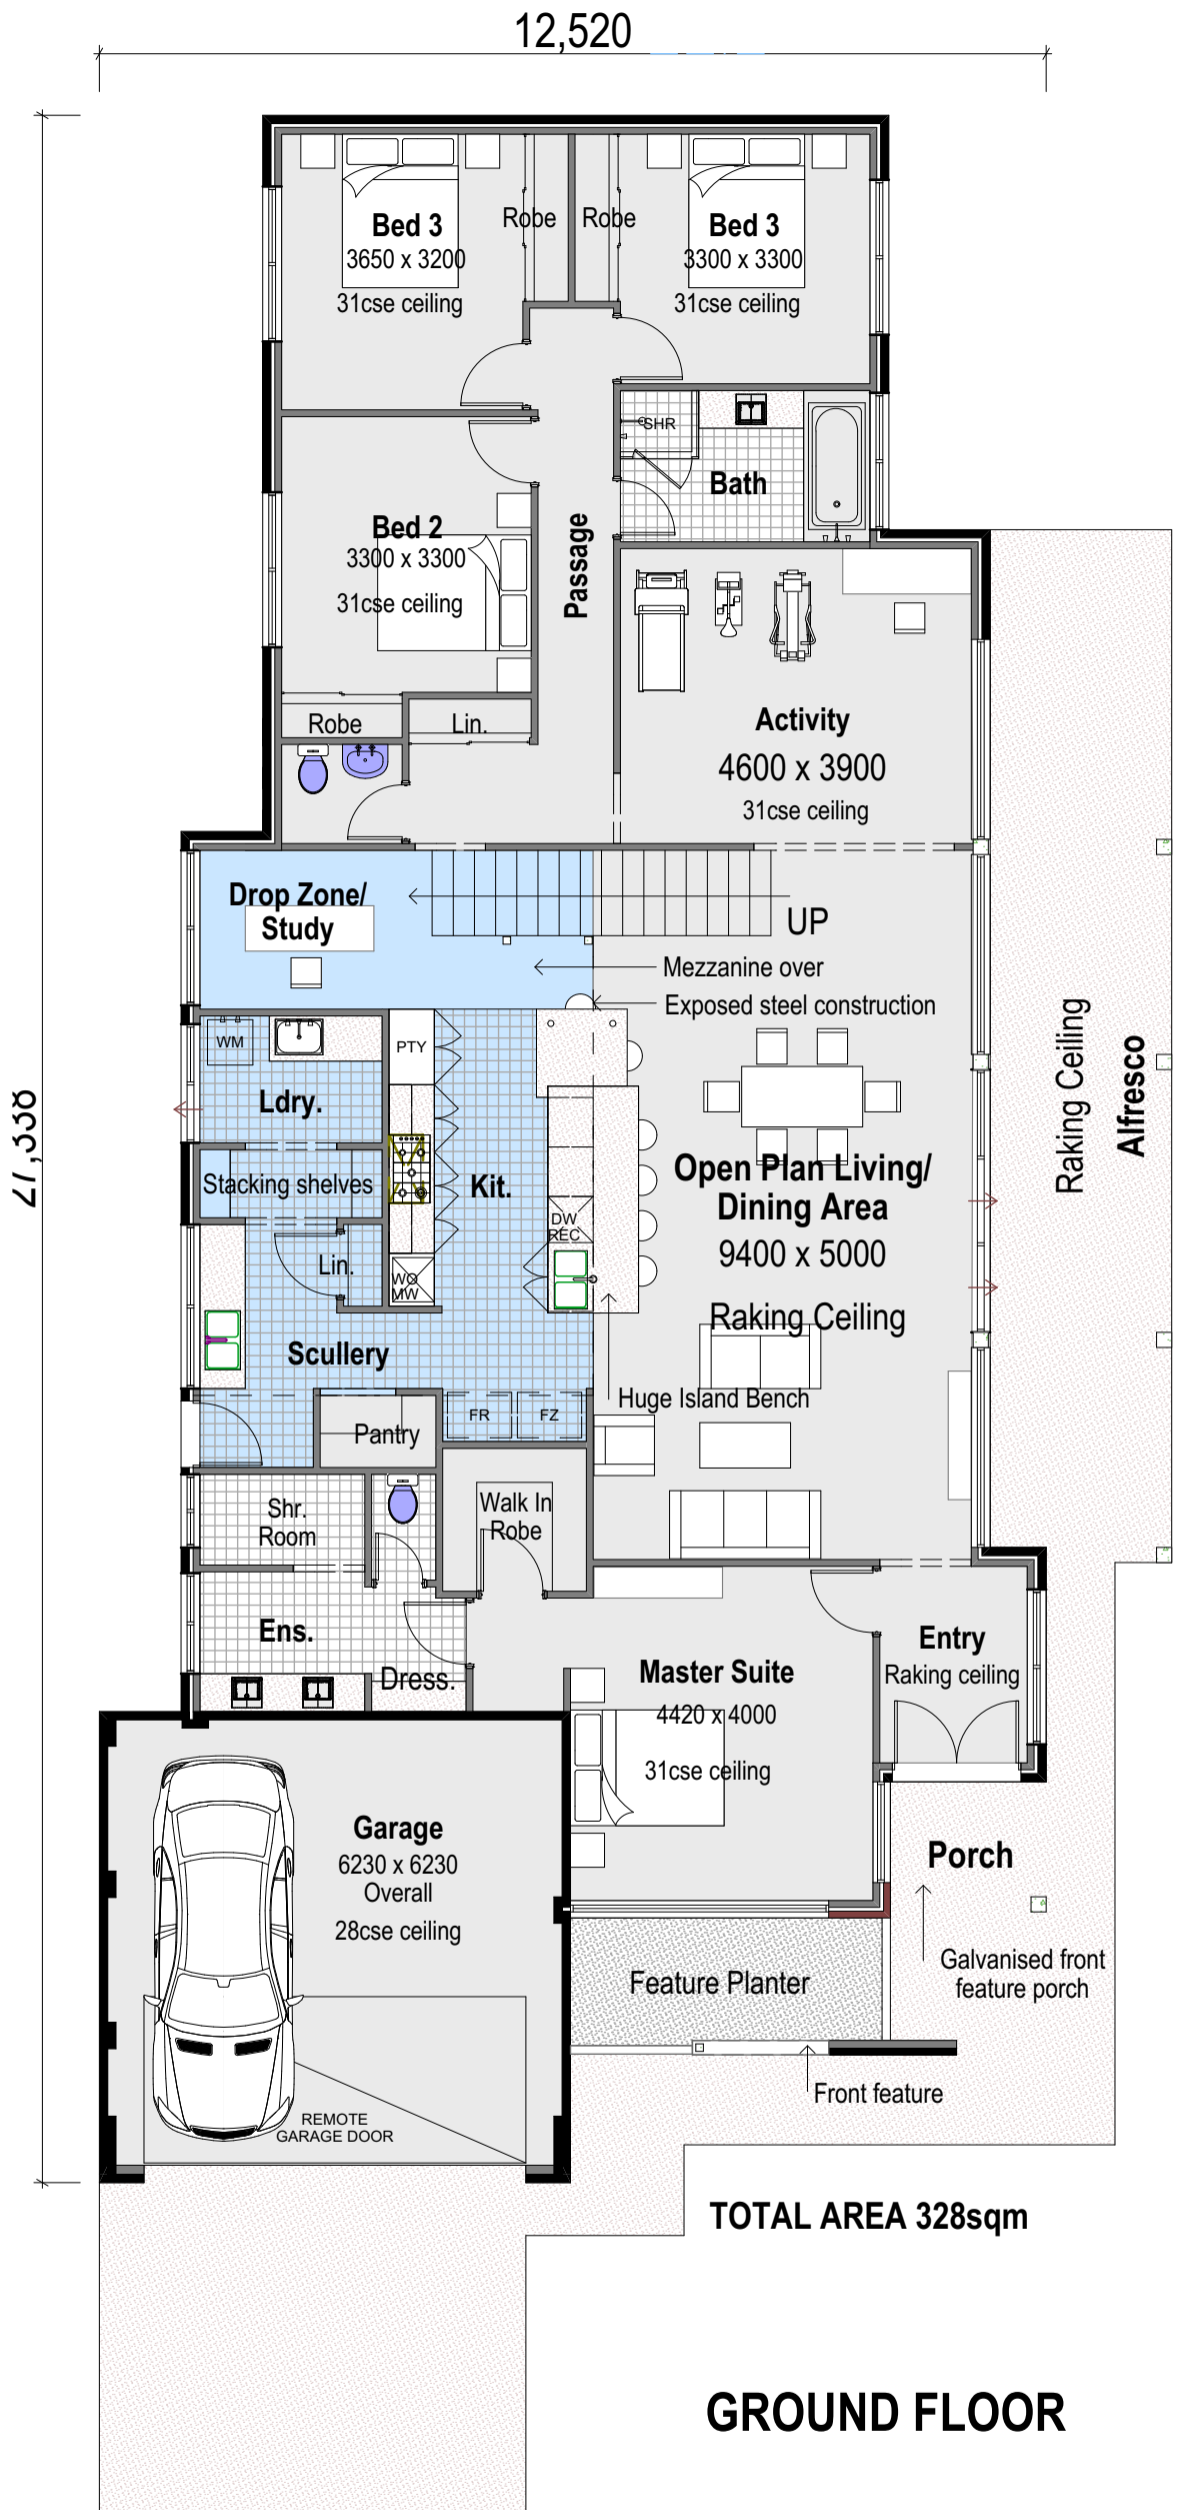 12,520
27,338
Bed 3
3650 x 3200
31cse ceiling
Robe
Robe
Bed 3
3300 x 3300
31cse ceiling
SHR
Bath
Bed 2
3300 x 3300
31cse ceiling
Passage
Robe
Lin.
Activity
4600 x 3900
31cse ceiling
Drop Zone/
Study
UP
Mezzanine over
Exposed steel construction
WM
PTY
Ldry.
Stacking shelves
Kit.
DW
REC
Lin.
WO
MW
Open Plan Living/
Dining Area
9400 x 5000
Raking Ceiling
Raking Ceiling
Alfresco
Scullery
Huge Island Bench
FR
FZ
Pantry
Shr.
Room
Walk In
Robe
Ens.
Dress.
Master Suite
4420 x 4000
31cse ceiling
Entry
Raking ceiling
Garage
6230 x 6230
Overall
28cse ceiling
Porch
Galvanised front
feature porch
Feature Planter
Front feature
REMOTE
GARAGE DOOR
TOTAL AREA 328sqm
GROUND FLOOR